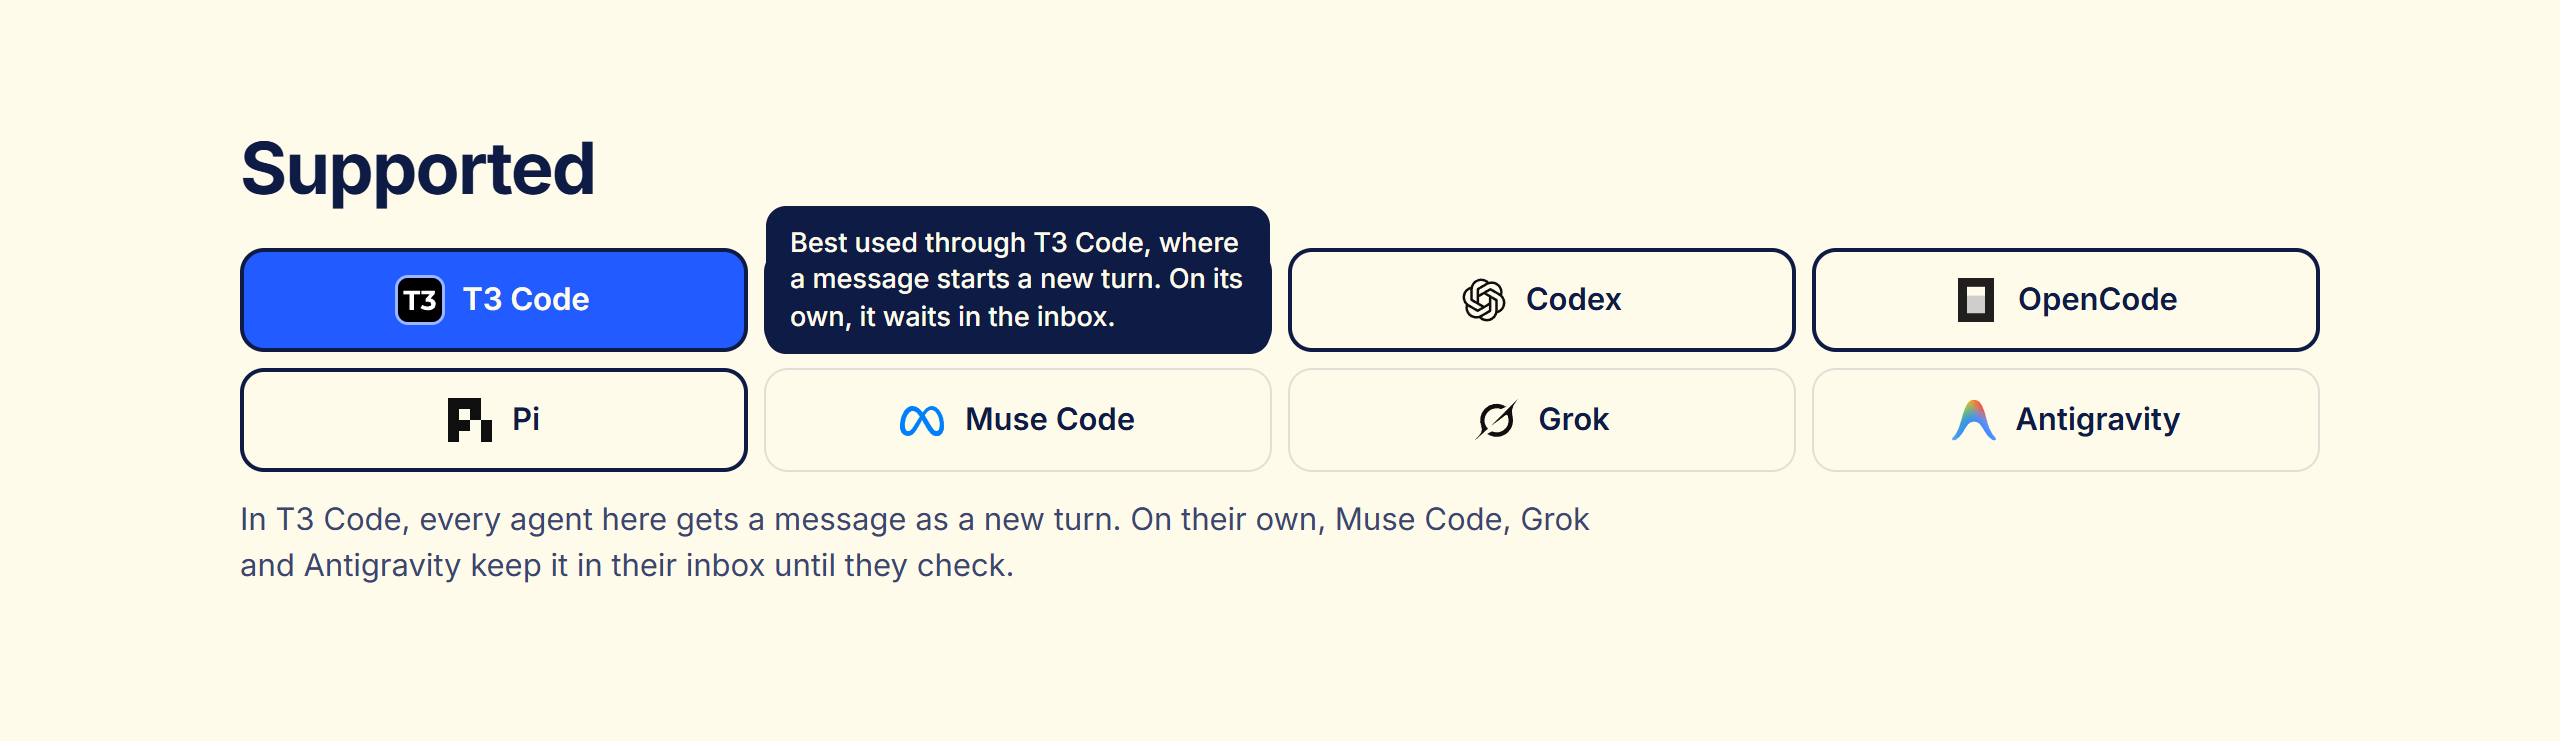 Supported
T3 T3 Code
Best used through T3 Code, where
a message starts a new turn. On its
own, it waits in the inbox.
Codex
OpenCode
Pi
Muse Code
Grok
Antigravity
In T3 Code, every agent here gets a message as a new turn. On their own, Muse Code, Grok
and Antigravity keep it in their inbox until they check.